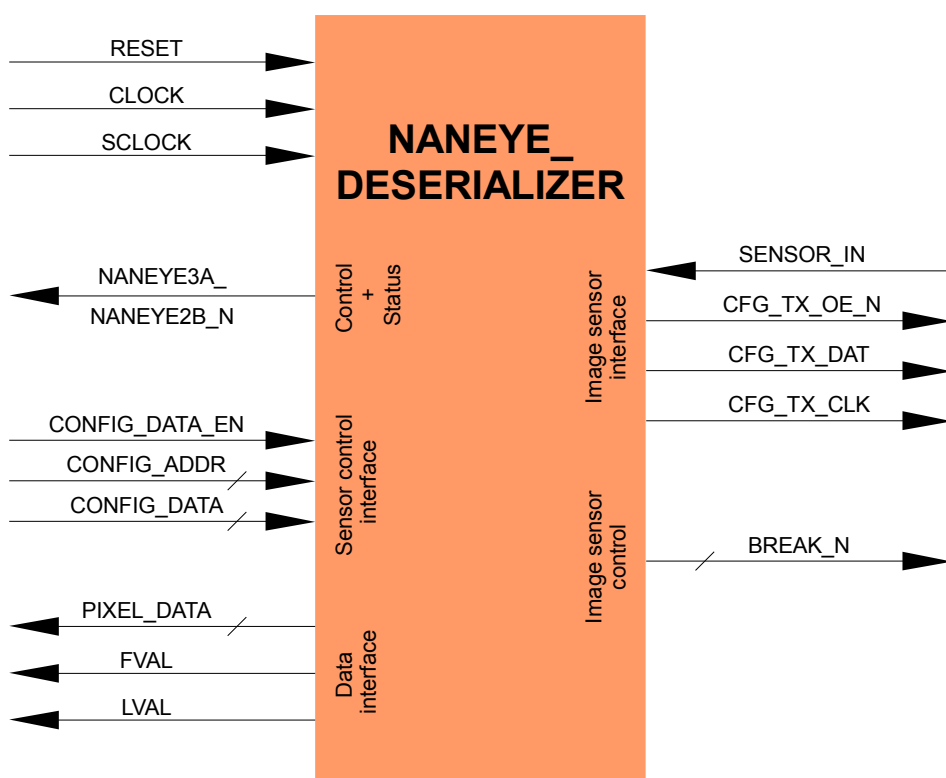 RESET
CLOCK
SCLOCK
NANEYE_
DESERIALIZER
NANEYE3A_
NANEYE2B_N
Control
+
Status
CONFIG_DATA_EN
CONFIG_ADDR
CONFIG_DATA
Sensor control
interface
PIXEL_DATA
FVAL
LVAL
Data
interface
SENSOR_IN
CFG_TX_OE_N
CFG_TX_DAT
CFG_TX_CLK
Image sensor
interface
BREAK_N
Image sensor
control